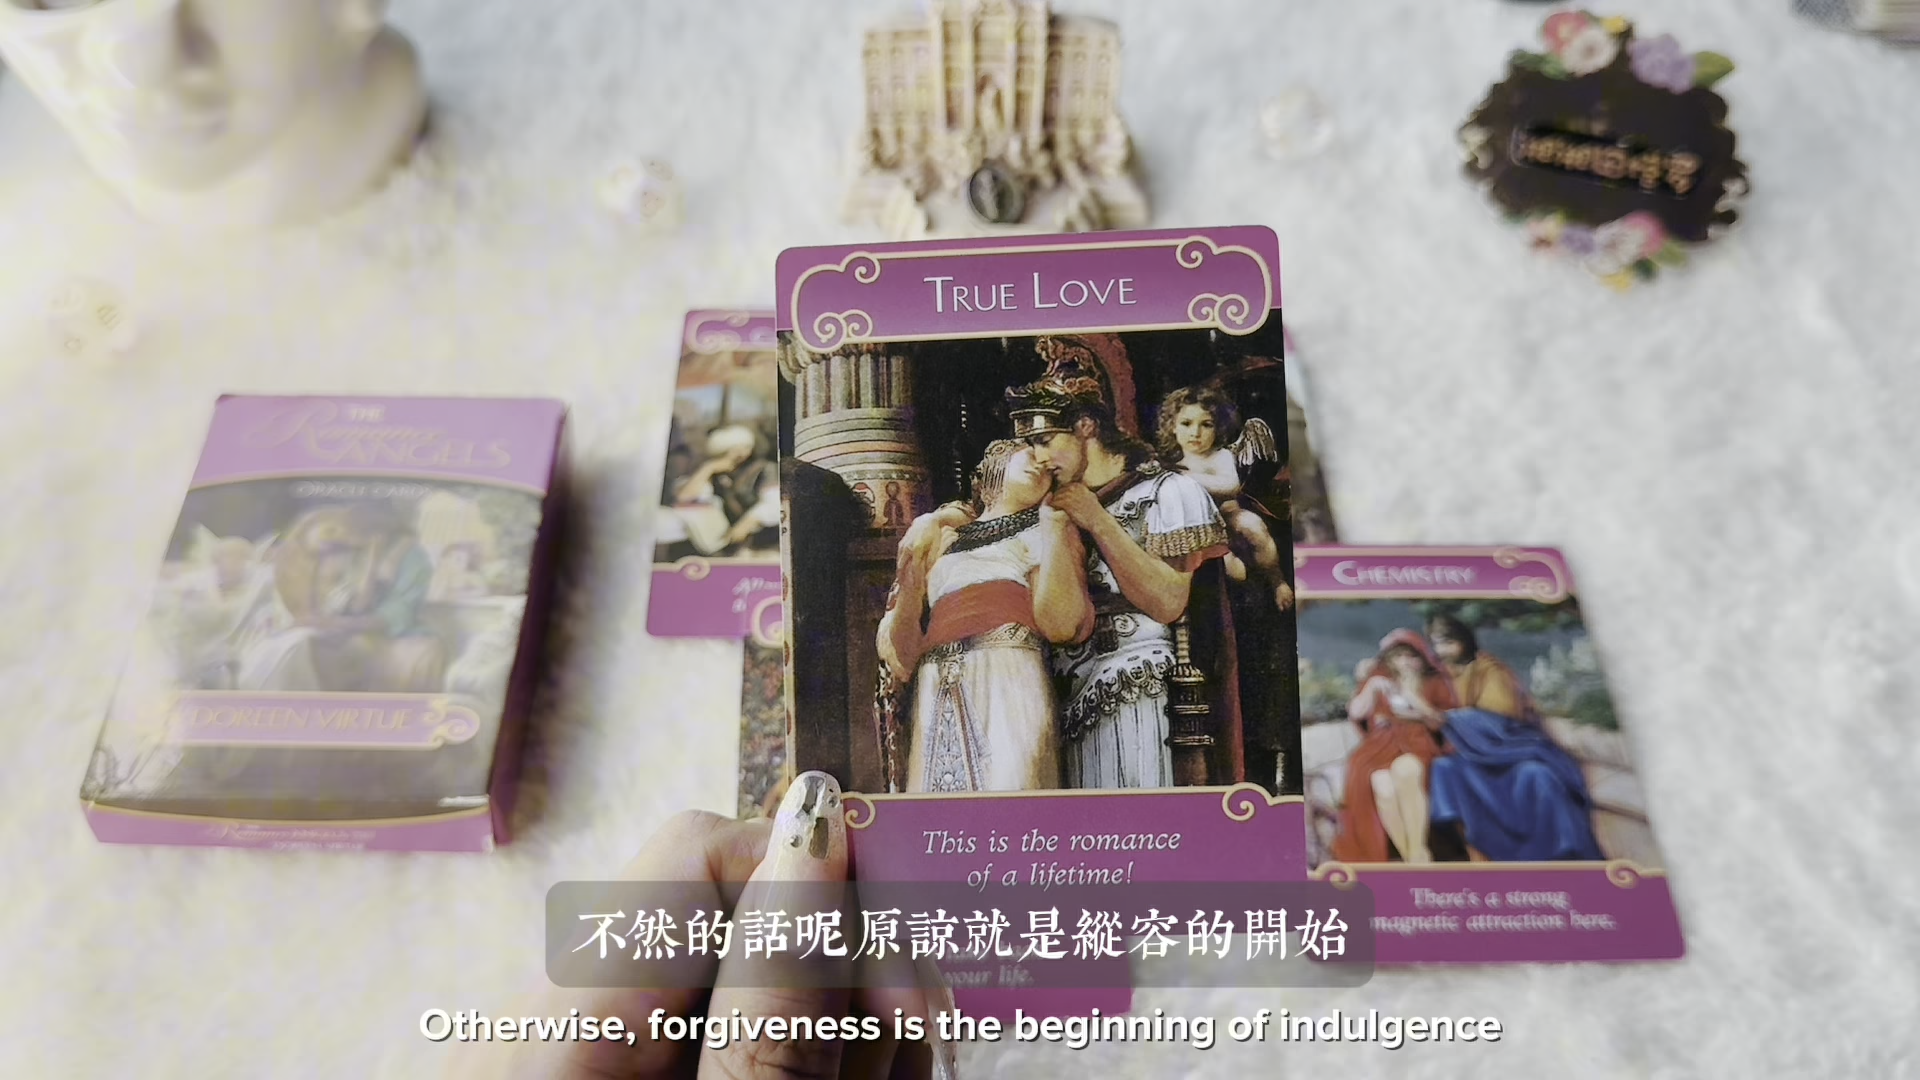 TRUE LOVE
THE
Romance
ANGELS
ORACLE CARDS
CHEMISTRY
DOREEN VIRTUE
This is the romance
of a lifetime!
There's a strong
magnetic attraction here.
不然的話呢原諒就是縱容的開始
your life.
Otherwise, forgiveness is the beginning of indulgence